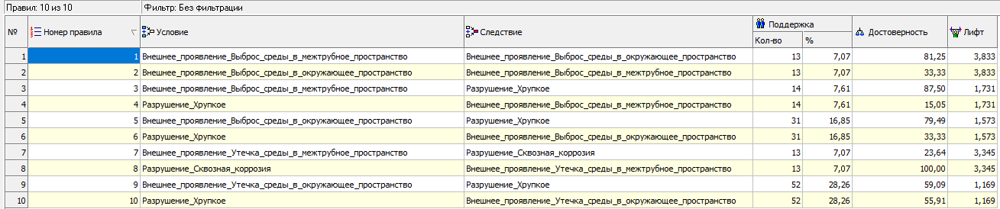 Правил: 10 из 10 Фильтр: Без фильтрации
№ Номер правила Условие Следствие Поддержка Достоверность Лифт
Кол-во %
1 1 Внешнее_проявление_Выброс_среды_в_межтрубное_пространство Внешнее_проявление_Выброс_среды_в_окружающее_пространство 13 7,07 81,25 3,833
2 2 Внешнее_проявление_Выброс_среды_в_окружающее_пространство Внешнее_проявление_Выброс_среды_в_межтрубное_пространство 13 7,07 33,33 3,833
3 3 Внешнее_проявление_Выброс_среды_в_межтрубное_пространство Разрушение_Хрупкое 14 7,61 87,50 1,731
4 4 Разрушение_Хрупкое Внешнее_проявление_Выброс_среды_в_межтрубное_пространство 14 7,61 15,05 1,731
5 5 Внешнее_проявление_Выброс_среды_в_окружающее_пространство Разрушение_Хрупкое 31 16,85 79,49 1,573
6 6 Разрушение_Хрупкое Внешнее_проявление_Выброс_среды_в_окружающее_пространство 31 16,85 33,33 1,573
7 7 Внешнее_проявление_Утечка_среды_в_межтрубное_пространство Разрушение_Сквозная_коррозия 13 7,07 23,64 3,345
8 8 Разрушение_Сквозная_коррозия Внешнее_проявление_Утечка_среды_в_межтрубное_пространство 13 7,07 100,00 3,345
9 9 Внешнее_проявление_Утечка_среды_в_окружающее_пространство Разрушение_Хрупкое 52 28,26 59,09 1,169
10 10 Разрушение_Хрупкое Внешнее_проявление_Утечка_среды_в_окружающее_пространство 52 28,26 55,91 1,169